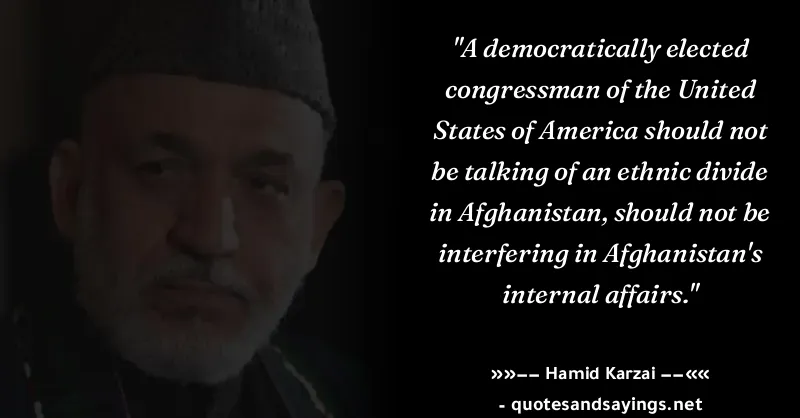 "A democratically elected
congressman of the United
States of America should not
be talking of an ethnic divide
in Afghanistan, should not be
interfering in Afghanistan's
internal affairs."
»»—— Hamid Karzai ——««
- quotesandsayings.net